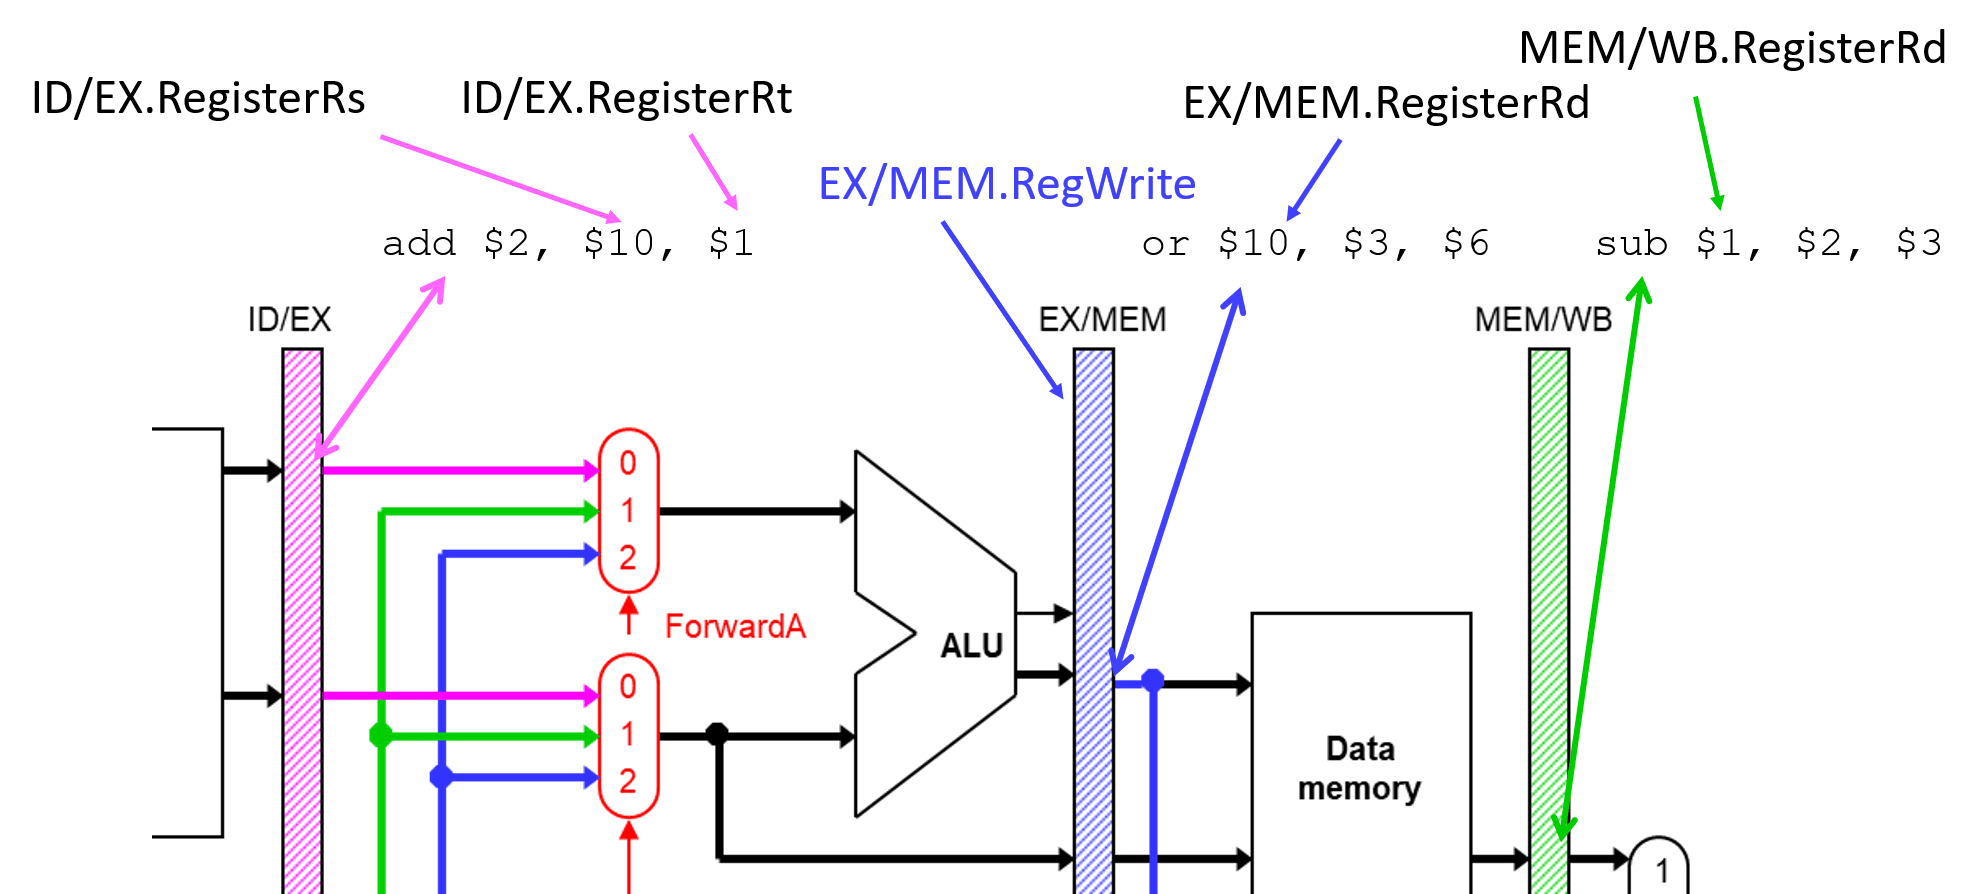 MEM/WB.RegisterRd
ID/EX.RegisterRs
ID/EX.RegisterRt
EX/MEM.RegisterRd
EX/MEM.RegWrite
add $2, $10, $1
or $10, $3, $6
sub $1, $2, $3
ID/EX
EX/MEM
MEM/WB
0
1
2
ForwardA
ALU
0
1
2
Data
memory
1